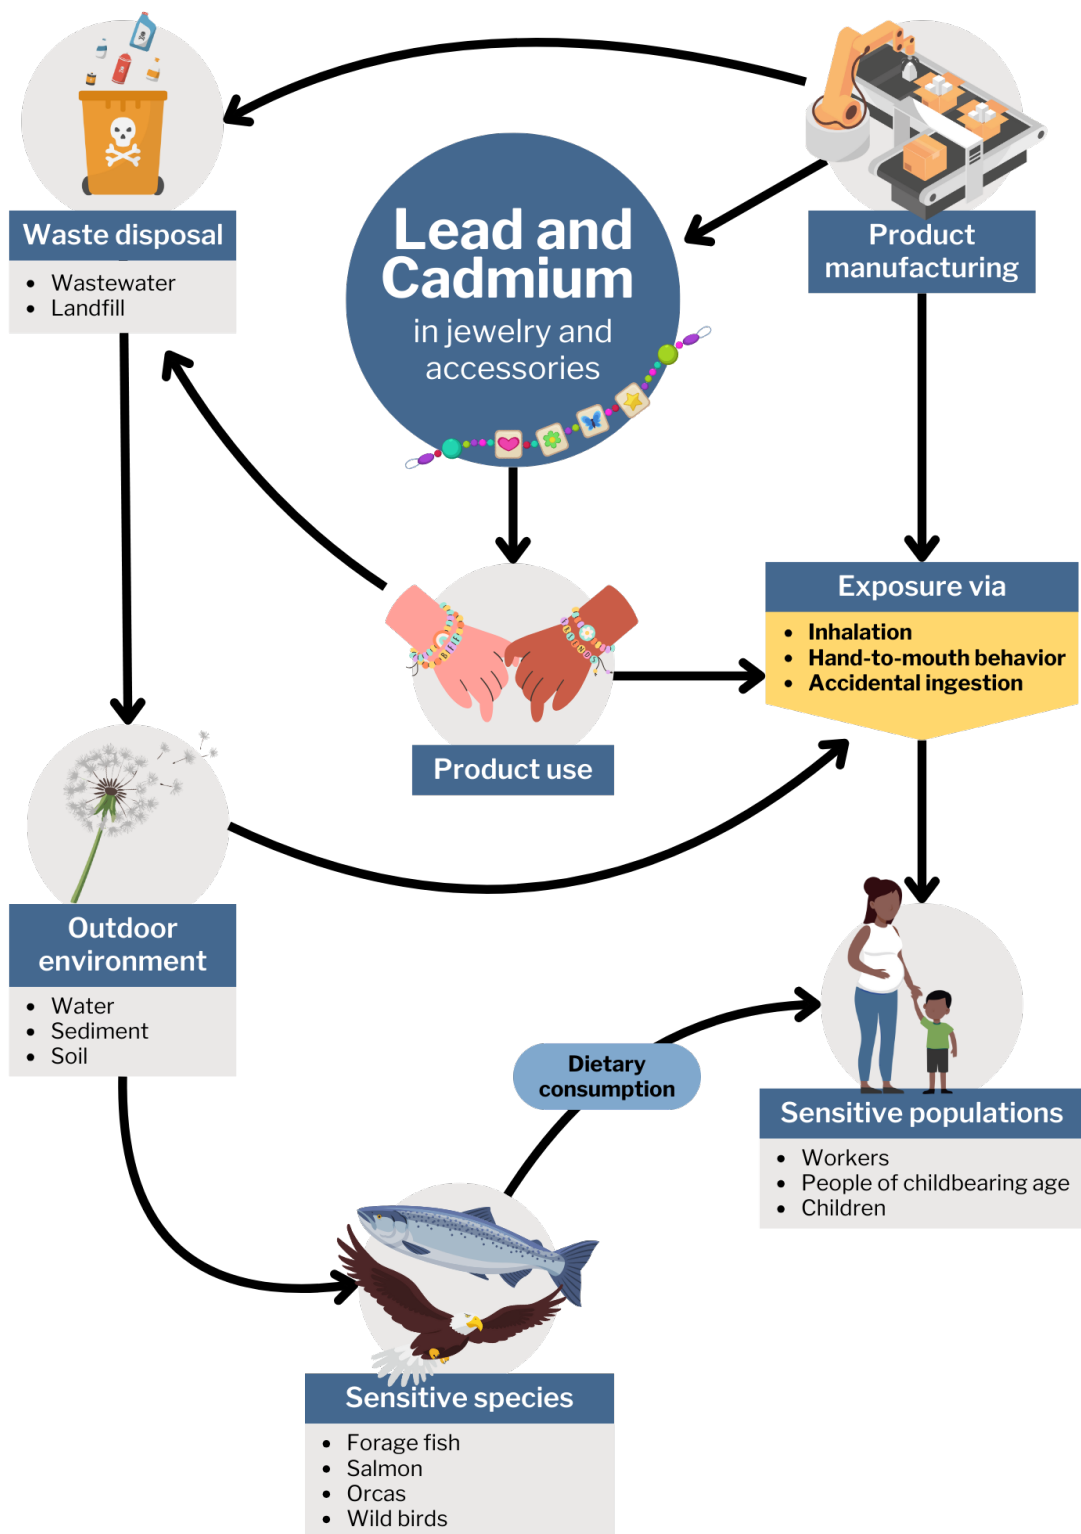 Lead and
Cadmium
in jewelry and
accessories
Waste disposal
• Wastewater
• Landfill
Product
manufacturing
Exposure via
• Inhalation
• Hand-to-mouth behavior
• Accidental ingestion
Product use
Outdoor
environment
• Water
• Sediment
• Soil
Dietary
consumption
Sensitive populations
• Workers
• People of childbearing age
• Children
Sensitive species
• Forage fish
• Salmon
• Orcas
• Wild birds